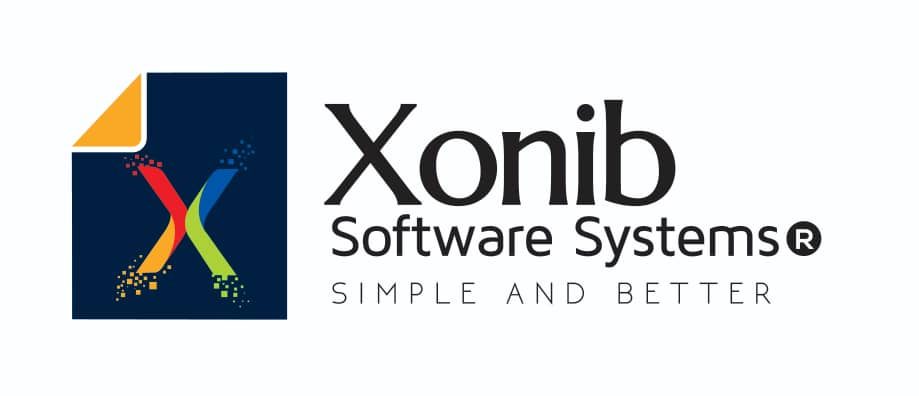 X
Xonib
Software Systems®
SIMPLE AND BETTER